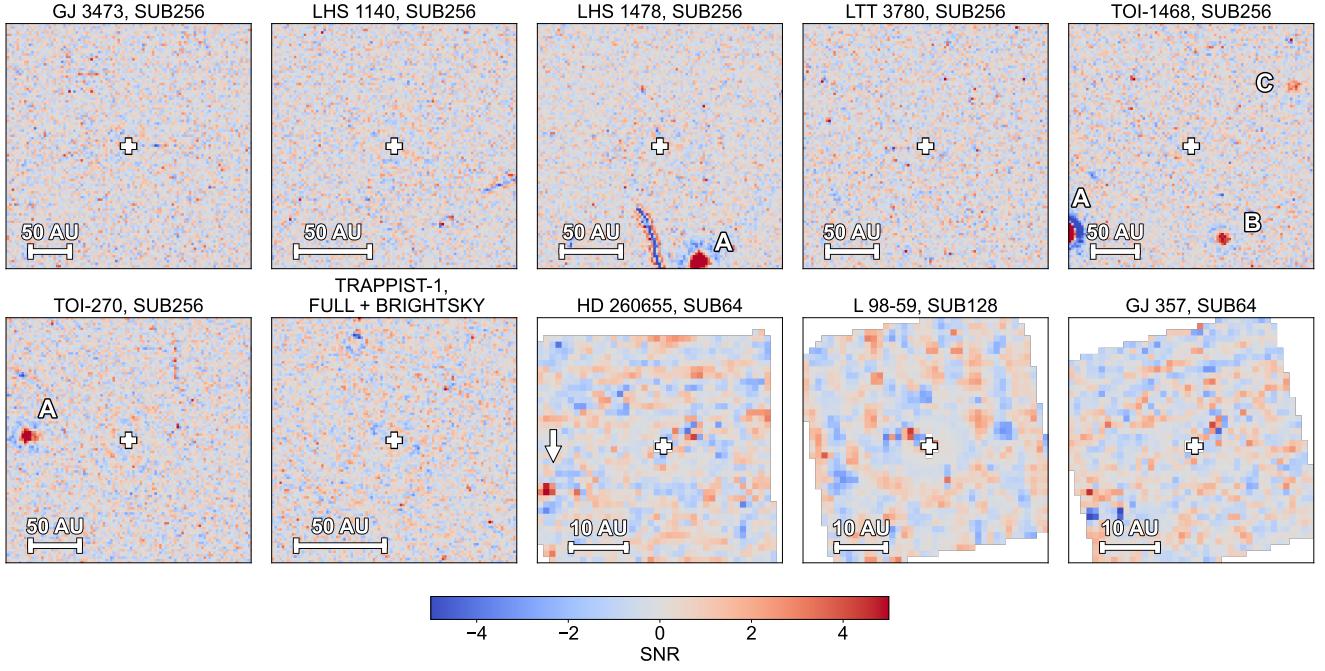 GJ 3473, SUB256
LHS 1140, SUB256
LHS 1478, SUB256
LTT 3780, SUB256
TOI-1468, SUB256
C
A
B
A
50 AU
50 AU
50 AU
50 AU
50 AU
TOI-270, SUB256
TRAPPIST-1,
FULL + BRIGHTSKY
HD 260655, SUB64
L 98-59, SUB128
GJ 357, SUB64
A
50 AU
50 AU
10 AU
10 AU
10 AU
−4
−2
0
2
4
SNR